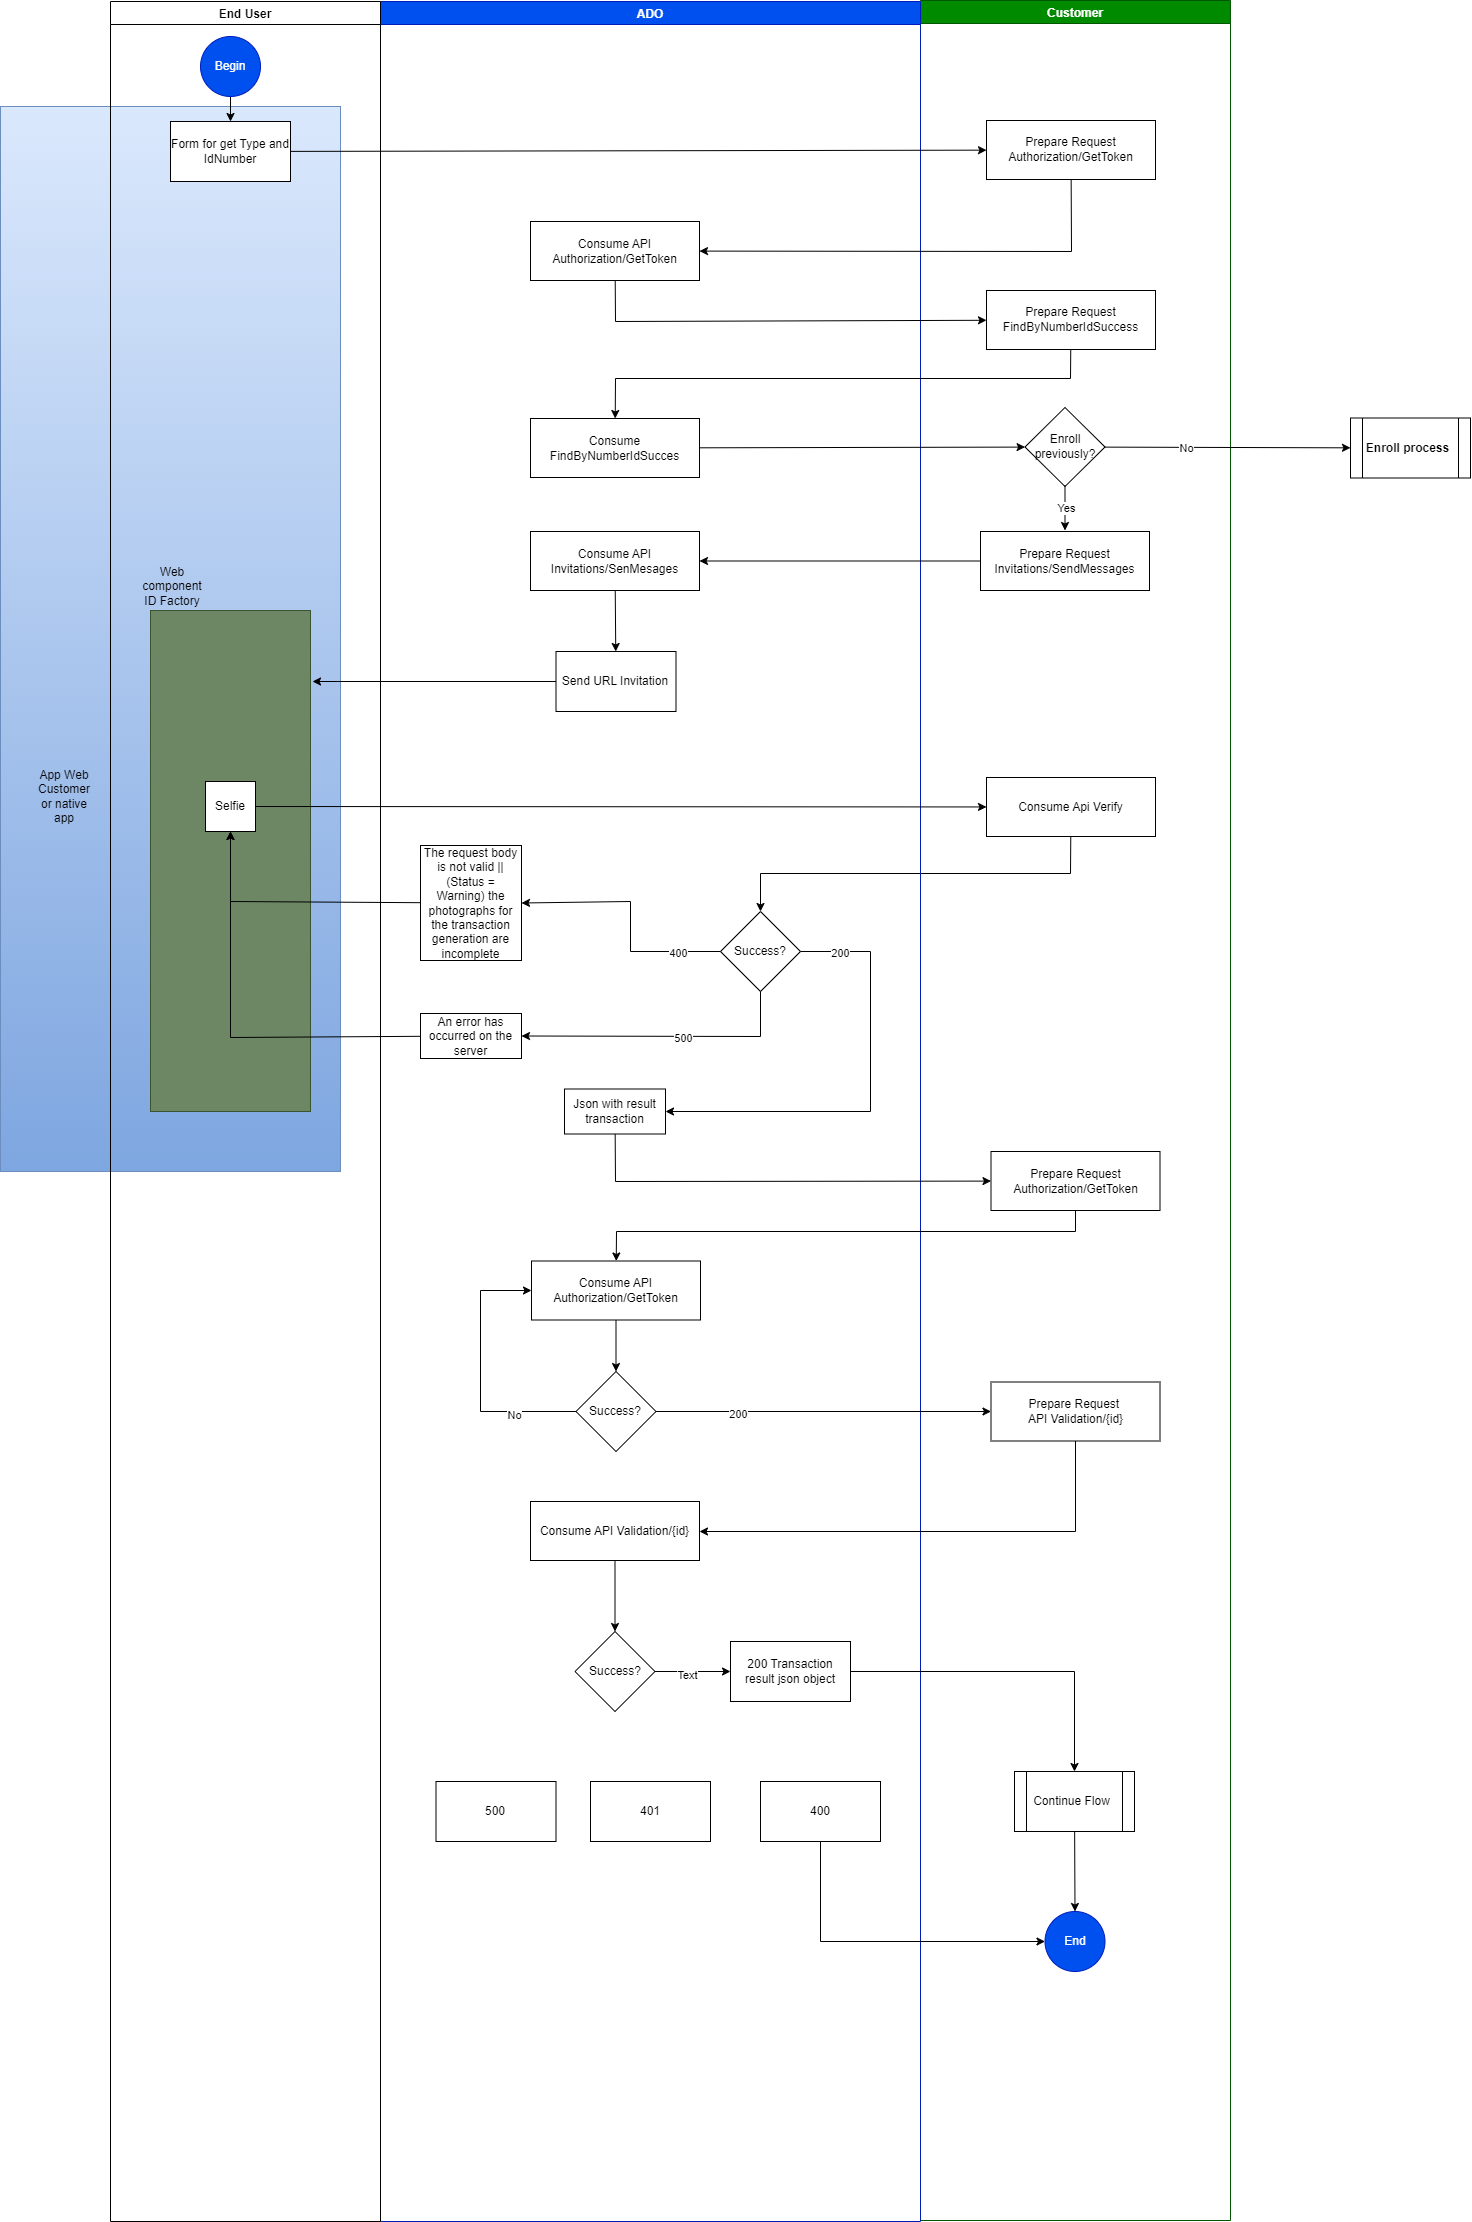 End User
ADO
Customer
Begin
Form for get Type and
IdNumber
Prepare Request
Authorization/GetToken
Consume API
Authorization/GetToken
Prepare Request
FindByNumberIdSuccess
Consume
FindByNumberIdSucces
Enroll
previously?
No
Enroll process
Yes
Consume API
Invitations/SenMesages
Prepare Request
Invitations/SendMessages
Web
component
ID Factory
Send URL Invitation
App Web
Customer
or native
app
Selfie
Consume Api Verify
The request body
is not valid ||
(Status =
Warning) the
photographs for
the transaction
generation are
incomplete
400
Success?
200
An error has
occurred on the
server
500
Json with result
transaction
Prepare Request
Authorization/GetToken
Consume API
Authorization/GetToken
No
Success?
200
Prepare Request
API Validation/{id}
Consume API Validation/{id}
Success?
Text
200 Transaction
result json object
500
401
400
Continue Flow
End